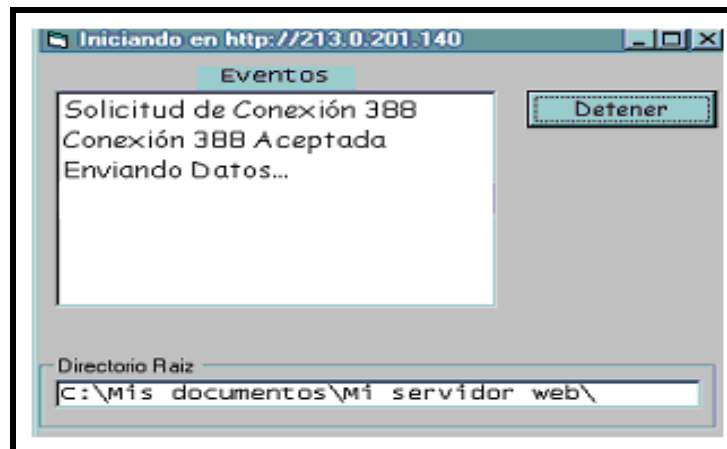 Iniciando en http://213.0.201.140
Eventos
Solicitud de Conexión 388
Conexión 388 Aceptada
Enviando Datos...
Detener
Directorio Raiz
C:\Mis documentos\Mi servidor web\